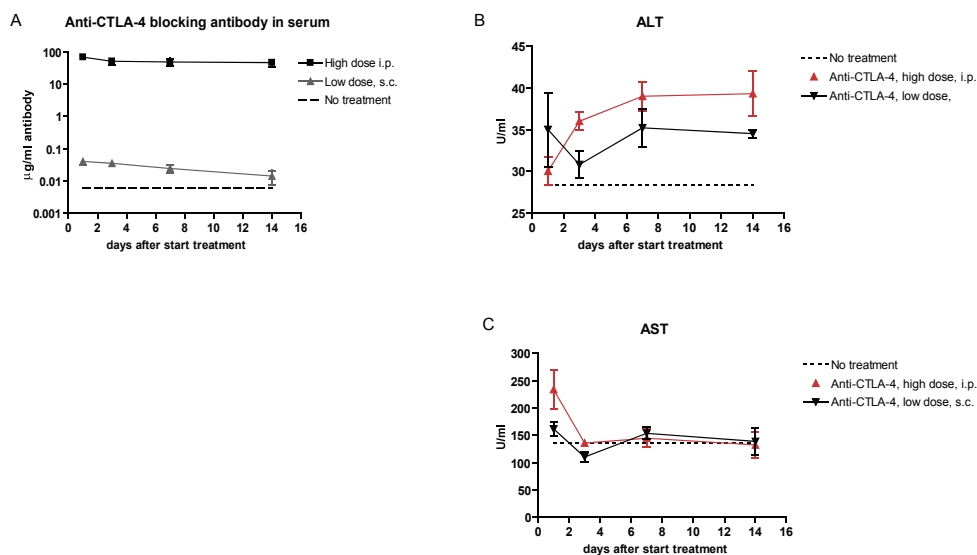 A
Anti-CTLA-4 blocking antibody in serum
100
10
1
0.1
0.01
0.001
µg/ml antibody
0 2 4 6 8 10 12 14 16
days after start treatment
High dose i.p.
Low dose, s.c.
No treatment
B
ALT
45
40
35
30
25
U/ml
0 2 4 6 8 10 12 14 16
days after start treatment
No treatment
Anti-CTLA-4, high dose, i.p.
Anti-CTLA-4, low dose,
C
AST
300
250
200
150
100
50
0
U/ml
0 2 4 6 8 10 12 14 16
days after start treatment
No treatment
Anti-CTLA-4, high dose, i.p.
Anti-CTLA-4, low dose, s.c.